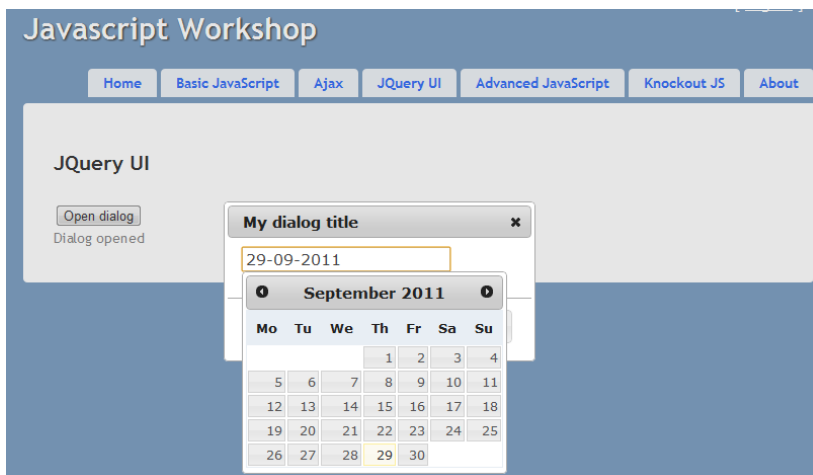 Javascript Workshop
Home Basic JavaScript Ajax JQuery UI Advanced JavaScript Knockout JS About
JQuery UI
Open dialog
Dialog opened
My dialog title
29-09-2011
September 2011
Mo Tu We Th Fr Sa Su
1 2 3 4
5 6 7 8 9 10 11
12 13 14 15 16 17 18
19 20 21 22 23 24 25
26 27 28 29 30